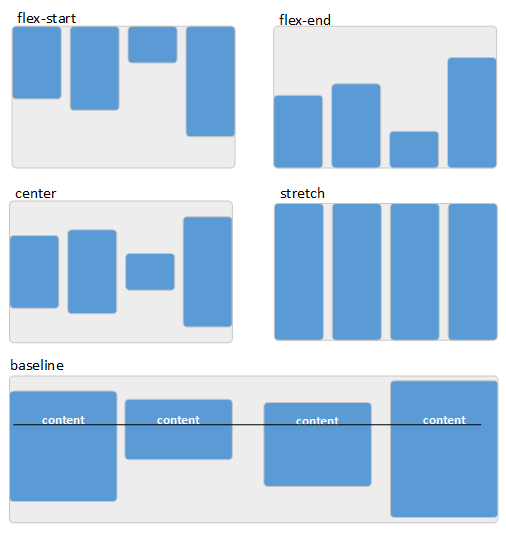 flex-start
flex-end
center
stretch
baseline
content
content
content
content